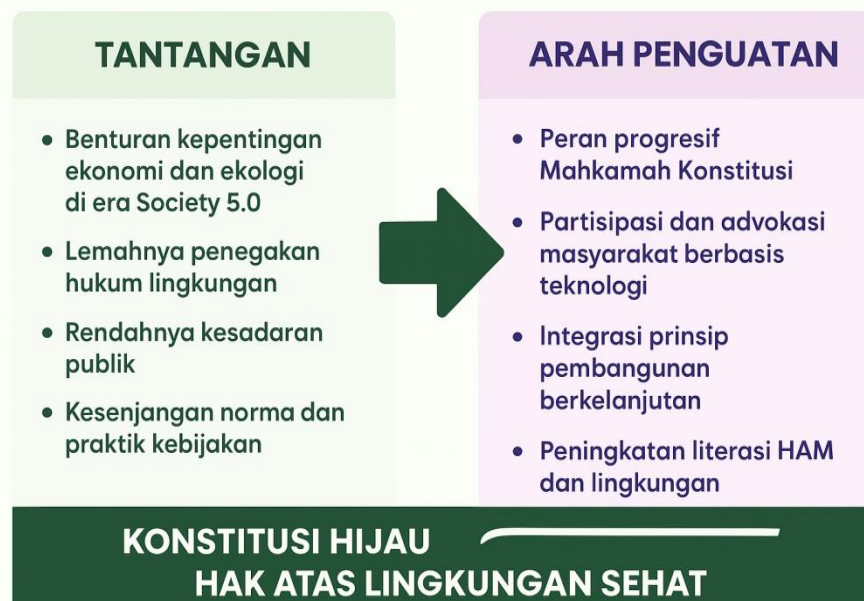 TANTANGAN
• Benturan kepentingan
ekonomi dan ekologi
di era Society 5.0
• Lemahnya penegakan
hukum lingkungan
• Rendahnya kesadaran
publik
• Kesenjangan norma dan
praktik kebijakan
ARAH PENGUATAN
• Peran progresif
Mahkamah Konstitusi
• Partisipasi dan advokasi
masyarakat berbasis
teknologi
• Integrasi prinsip
pembangunan
berkelanjutan
• Peningkatan literasi HAM
dan lingkungan
KONSTITUSI HIJAU
HAK ATAS LINGKUNGAN SEHAT